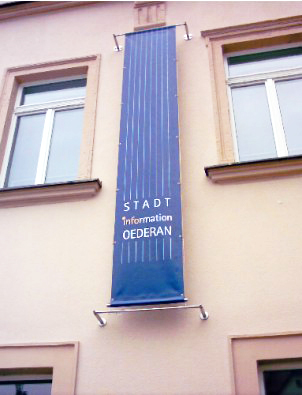 STADT
information
OEDERAN